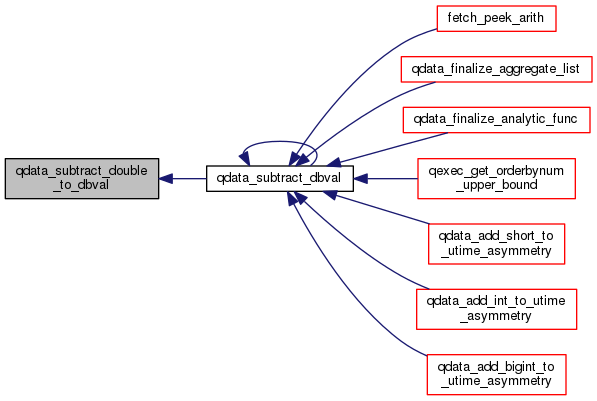 fetch_peek_arith
qdata_finalize_aggregate_list
qdata_finalize_analytic_func
qdata_subtract_double
_to_dbval
qdata_subtract_dbval
qexec_get_orderbynum
_upper_bound
qdata_add_short_to
_utime_asymmetry
qdata_add_int_to_utime
_asymmetry
qdata_add_bigint_to
_utime_asymmetry